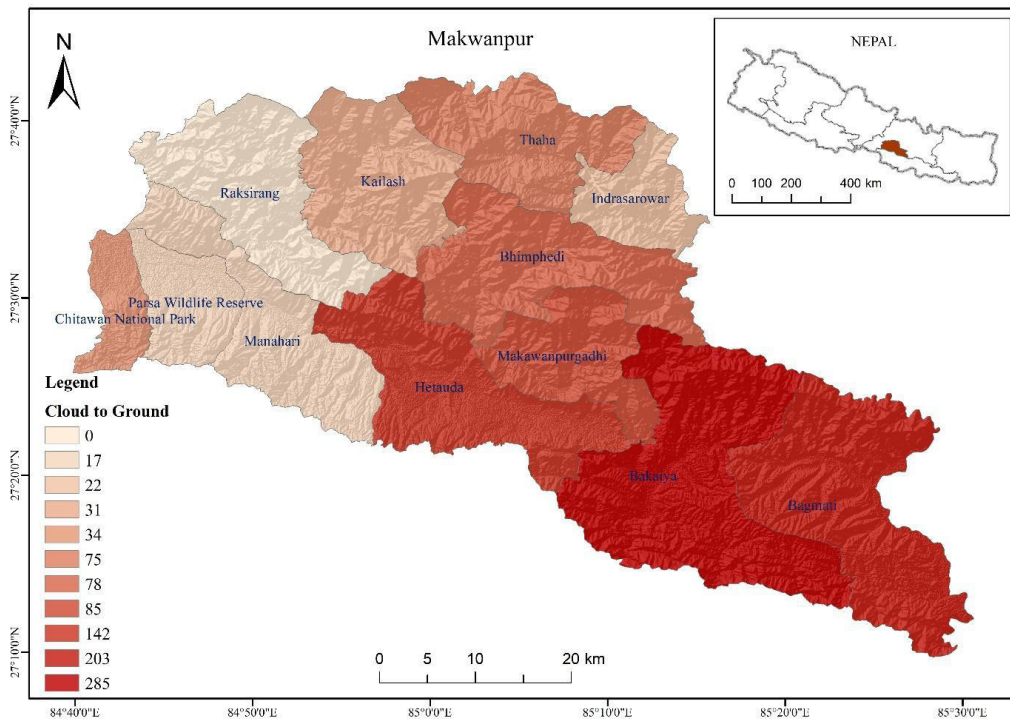 Makwanpur
N
NEPAL
0 100 200 400 km
27°40'0"N
27°30'0"N
27°20'0"N
27°10'0"N
Thaha
Kailash
Raksirang
Indrasarowar
Bhimphedi
Parsa Wildlife Reserve
Chitawan National Park
Manahari
Makawanpurgadhi
Hetauda
Bakaiya
Bagmati
Legend
Cloud to Ground
0
17
22
31
34
75
78
85
142
203
285
0 5 10 20 km
84°40'0"E 84°50'0"E 85°0'0"E 85°10'0"E 85°20'0"E 85°30'0"E